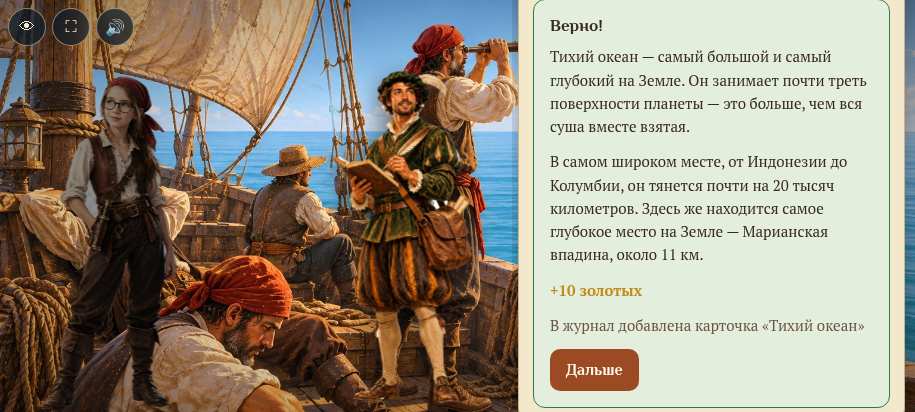 Верно!
Тихий океан — самый большой и самый
глубокий на Земле. Он занимает почти треть
поверхности планеты — это больше, чем вся
суша вместе взятая.
В самом широком месте, от Индонезии до
Колумбии, он тянется почти на 20 тысяч
километров. Здесь же находится самое
глубокое место на Земле — Марианская
впадина, около 11 км.
+10 золотых
В журнал добавлена карточка «Тихий океан»
Дальше